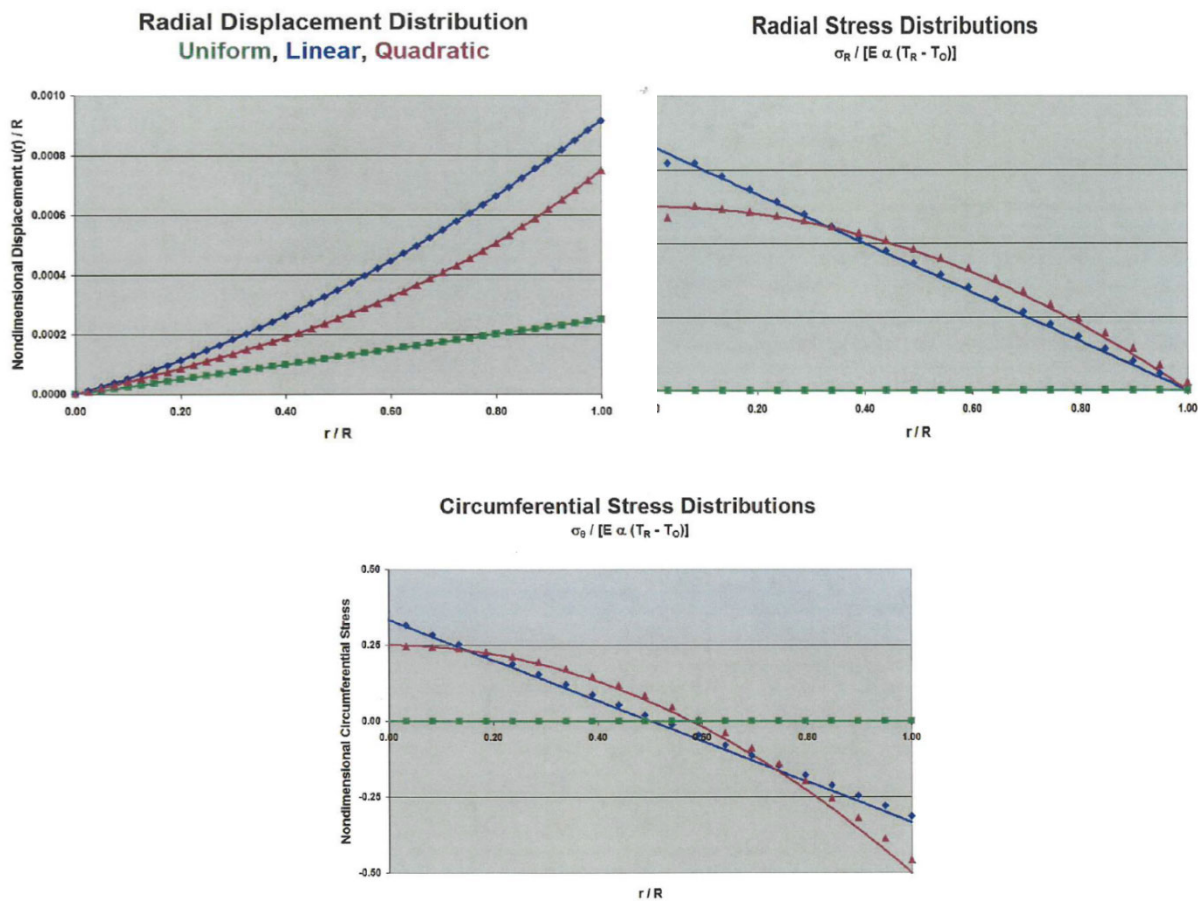 Radial Displacement Distribution
Uniform, Linear, Quadratic
Nondimensional Displacement u(r) / R
0.0010
0.0008
0.0006
0.0004
0.0002
0.0000
0.00 0.20 0.40 0.60 0.80 1.00
r / R
Radial Stress Distributions
σR / [E α (TR - TO)]
0.20 0.40 0.60 0.80 1.00
r / R
Circumferential Stress Distributions
σθ / [E α (TR - TO)]
Nondimensional Circumferential Stress
0.50
0.25
0.00
-0.25
-0.50
0.00 0.20 0.40 0.60 0.80 1.00
r / R